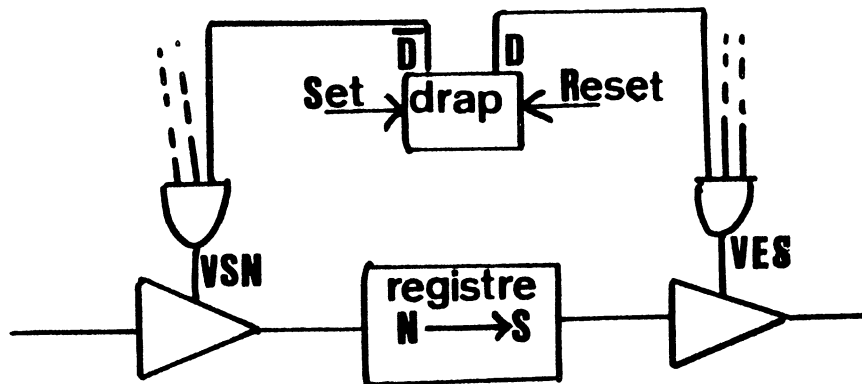 D̅ D
Set drap Reset
VSN VES
registre
N → S